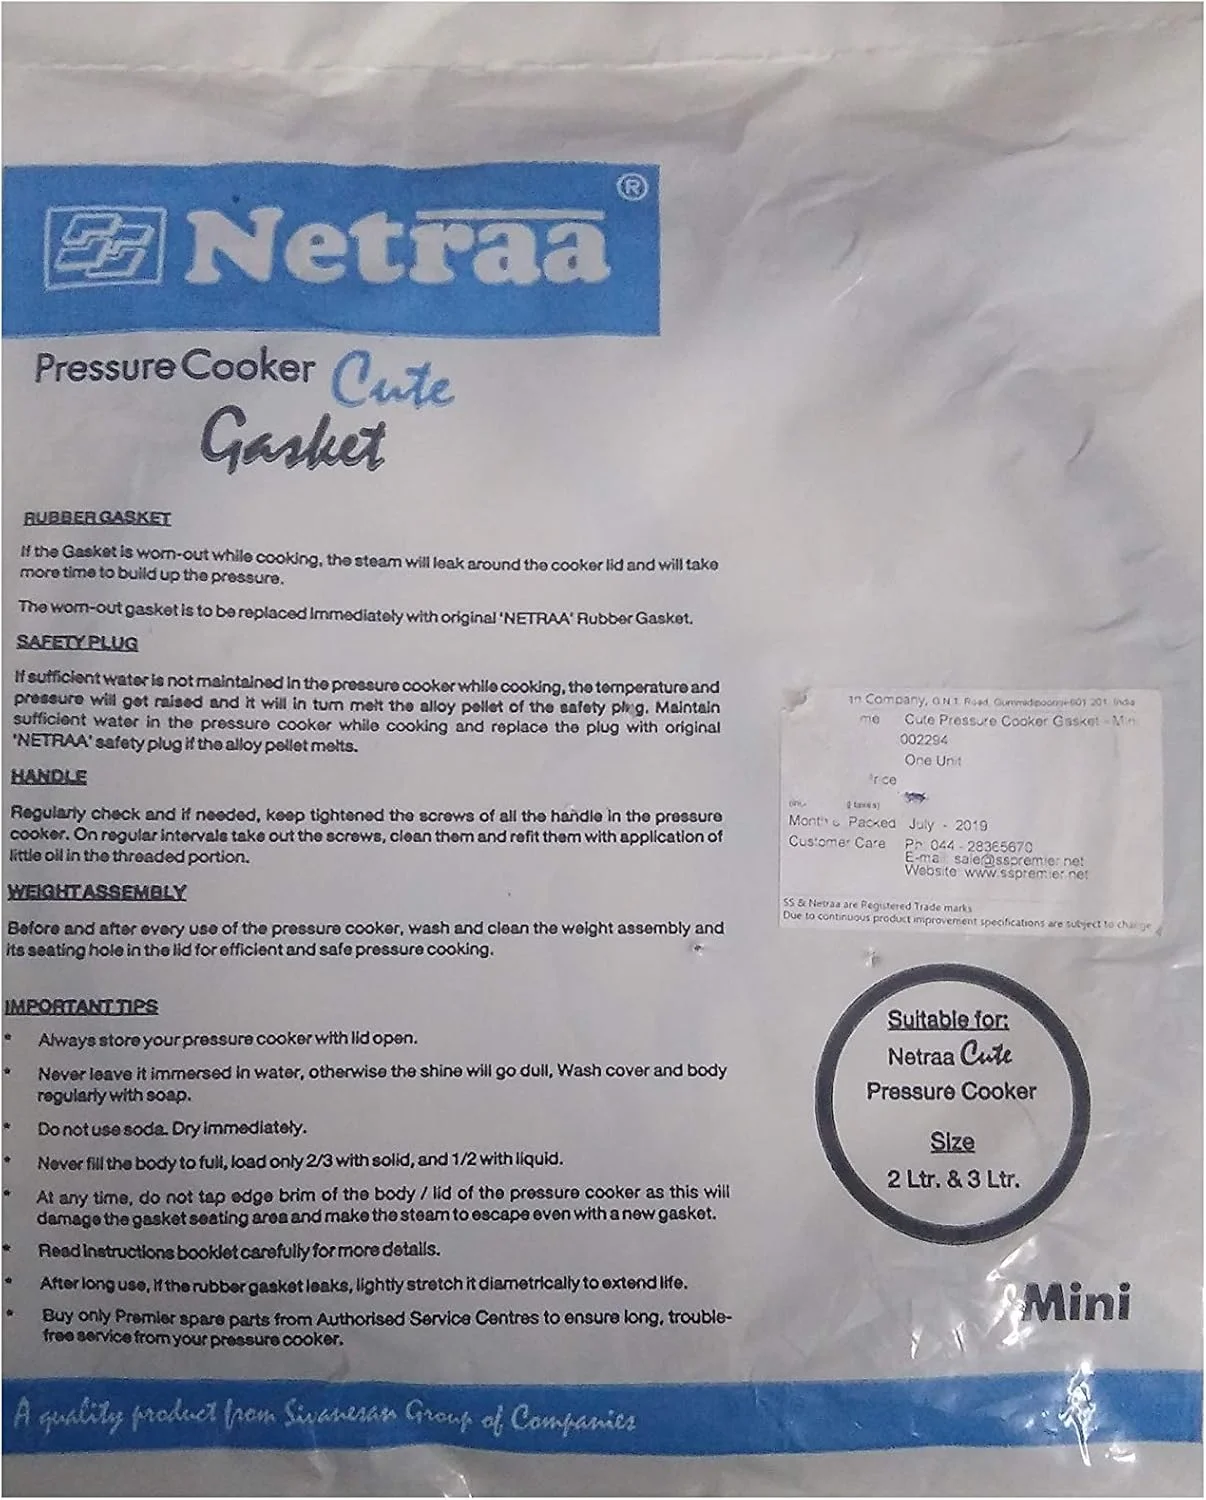 Netraa ®
Pressure Cooker Cute
Gasket
RUBBER GASKET
If the Gasket is worn-out while cooking, the steam will leak around the cooker lid and will take
more time to build up the pressure.
The worn-out gasket is to be replaced immediately with original 'NETRAA' Rubber Gasket.
SAFETY PLUG
If sufficient water is not maintained in the pressure cooker while cooking, the temperature and
pressure will get raised and it will in turn melt the alloy pellet of the safety plug. Maintain
sufficient water in the pressure cooker while cooking and replace the plug with original
'NETRAA' safety plug if the alloy pellet melts.
HANDLE
Regularly check and if needed, keep tightened the screws of all the handle in the pressure
cooker. On regular intervals take out the screws, clean them and refit them with application of
little oil in the threaded portion.
WEIGHT ASSEMBLY
Before and after every use of the pressure cooker, wash and clean the weight assembly and
its seating hole in the lid for efficient and safe pressure cooking.
IMPORTANT TIPS
* Always store your pressure cooker with lid open.
* Never leave it immersed in water, otherwise the shine will go dull, Wash cover and body
regularly with soap.
* Do not use soda. Dry immediately.
* Never fill the body to full, load only 2/3 with solid, and 1/2 with liquid.
* At any time, do not tap edge brim of the body / lid of the pressure cooker as this will
damage the gasket seating area and make the steam to escape even with a new gasket.
* Read instructions booklet carefully for more details.
* After long use, if the rubber gasket leaks, lightly stretch it diametrically to extend life.
* Buy only Premier spare parts from Authorised Service Centres to ensure long, trouble-
free service from your pressure cooker.
Company, G.N.T. Road, Gummidipoondi-601 201. India
me Cute Pressure Cooker Gasket - Mini
002294
One Unit
rice
Month & Packed July - 2019
Customer Care Ph 044 - 28365670
E-mail sale@sspremier.net
Website www.sspremier.net
SS & Netraa are Registered Trade marks
Due to continuous product improvement specifications are subject to change
Suitable for:
Netraa Cute
Pressure Cooker
Size
2 Ltr. & 3 Ltr.
Mini
A quality product from Sivanesan Group of Companies